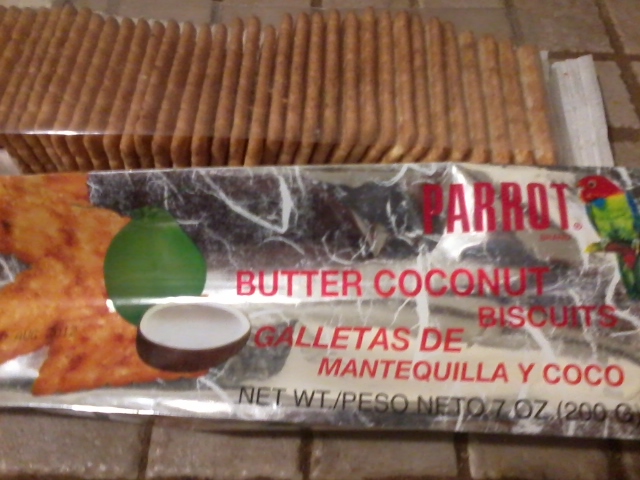 PARROT®
BUTTER COCONUT
BISCUITS
GALLETAS DE
MANTEQUILLA Y COCO
NET WT./PESO NETO 7 OZ.(200 G)